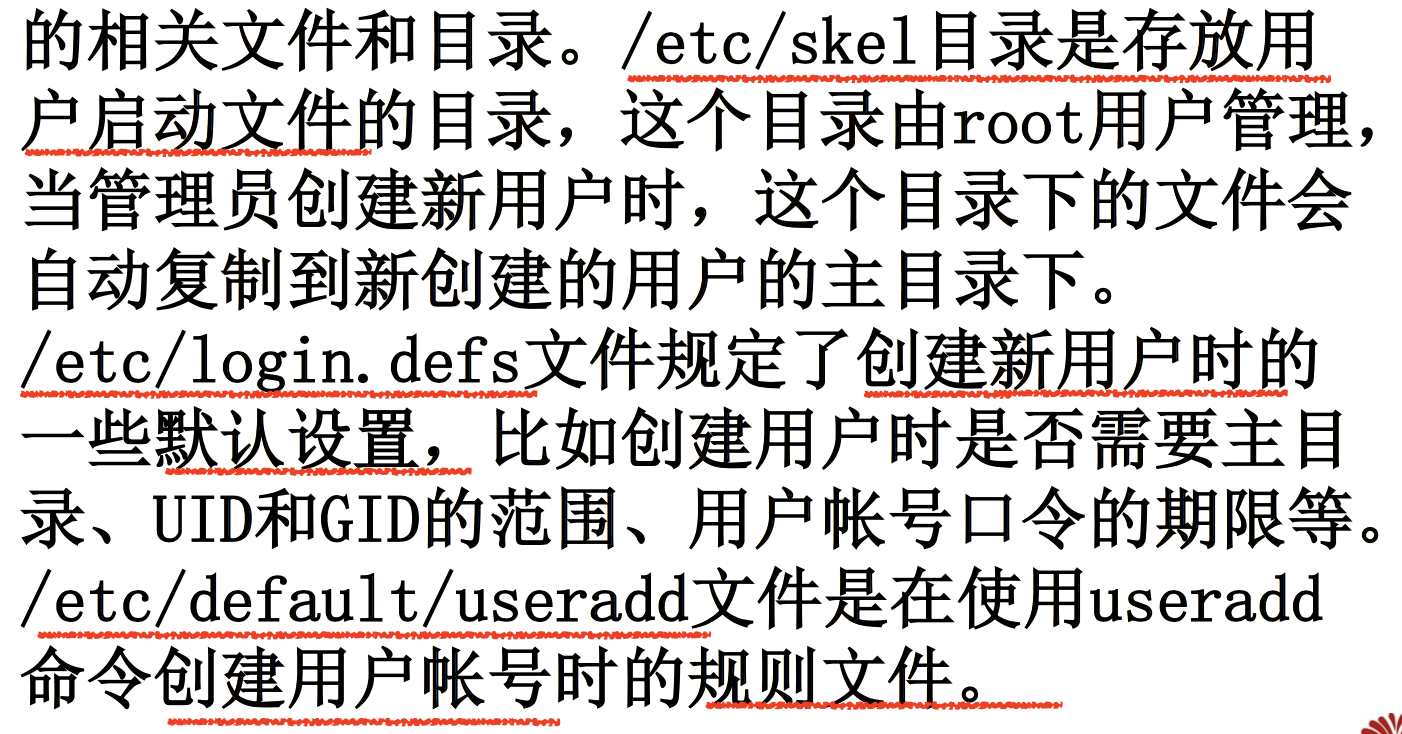 的相关文件和目录。/etc/skel目录是存放用
户启动文件的目录，这个目录由root用户管理，
当管理员创建新用户时，这个目录下的文件会
自动复制到新创建的用户的主目录下。
/etc/login.defs文件规定了创建新用户时的
一些默认设置，比如创建用户时是否需要主目
录、UID和GID的范围、用户帐号口令的期限等。
/etc/default/useradd文件是在使用useradd
命令创建用户帐号时的规则文件。